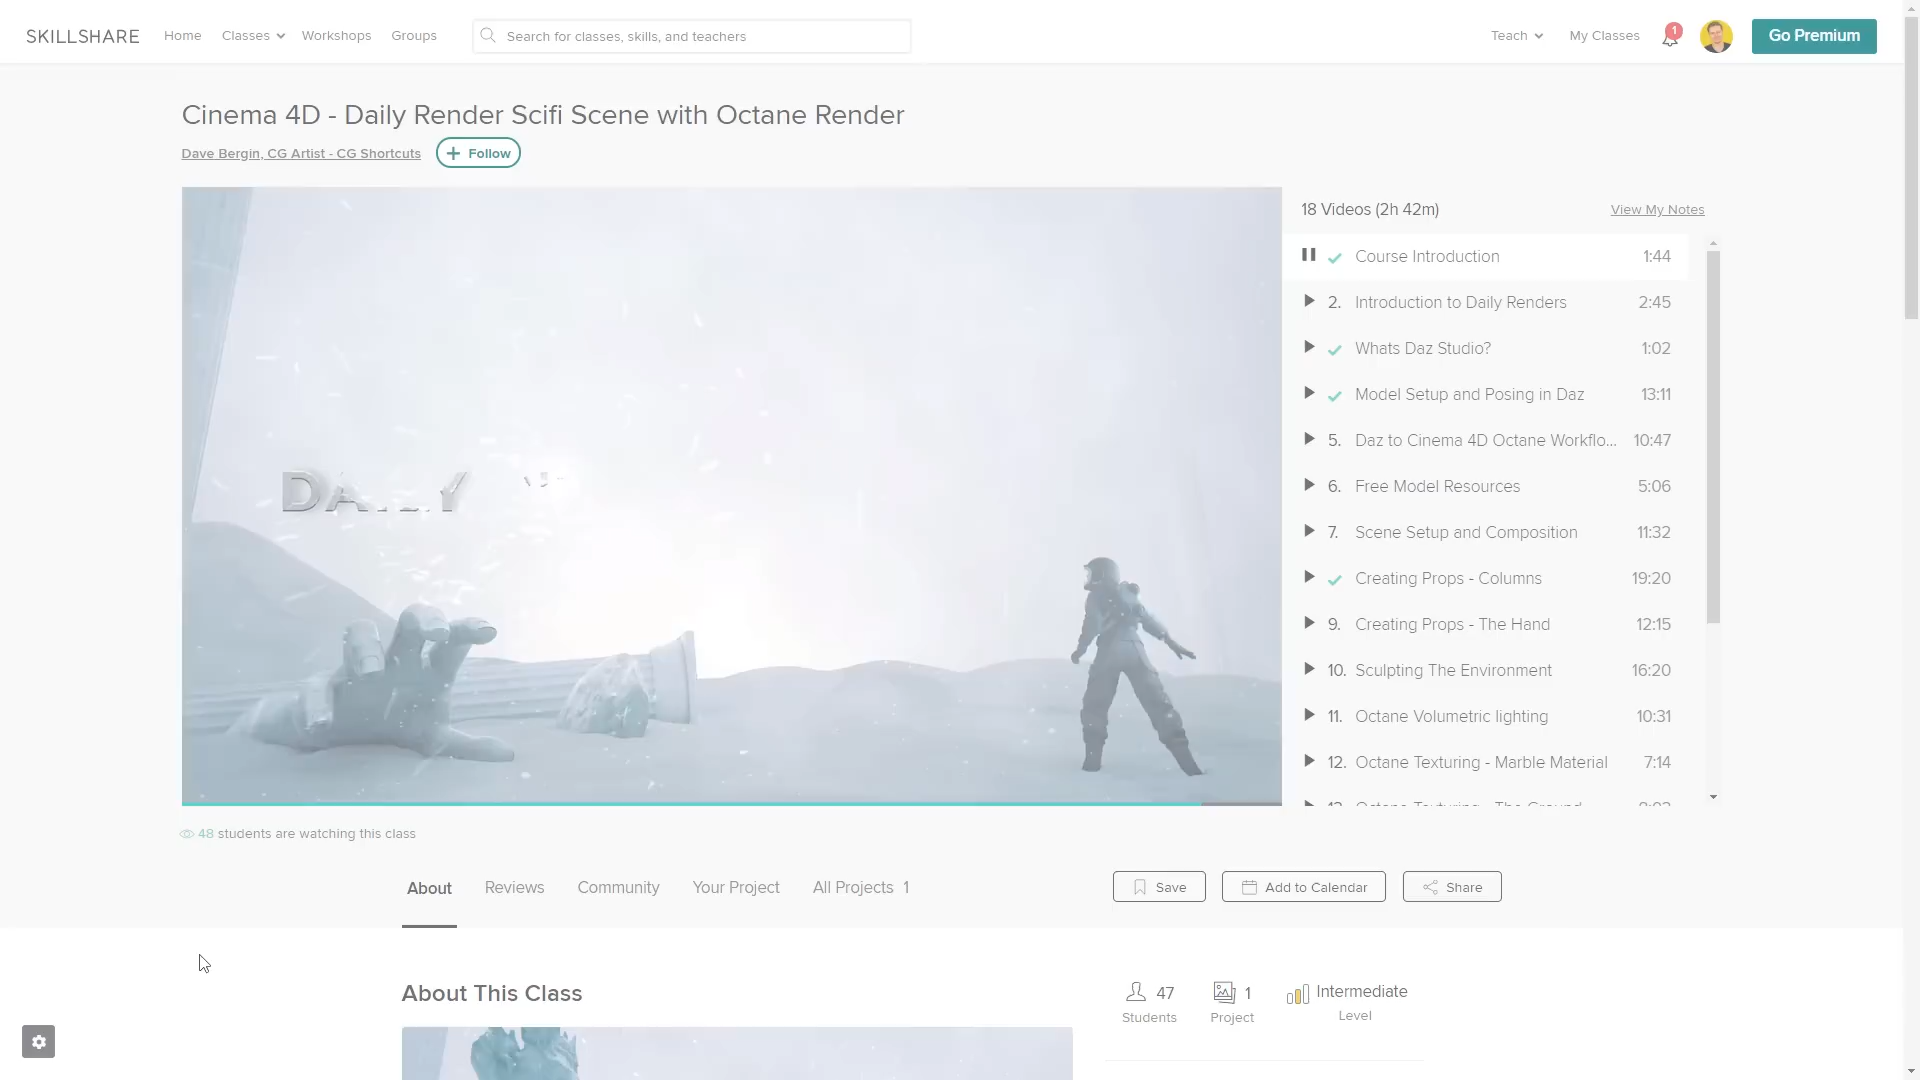 SKILLSHARE
Home
Classes
Workshops
Groups
Search for classes, skills, and teachers
Teach
My Classes
1
Go Premium
Cinema 4D - Daily Render Scifi Scene with Octane Render
Dave Bergin, CG Artist - CG Shortcuts
+ Follow
DAILY
18 Videos (2h 42m)
View My Notes
Course Introduction 1:44
2. Introduction to Daily Renders 2:45
Whats Daz Studio? 1:02
Model Setup and Posing in Daz 13:11
5. Daz to Cinema 4D Octane Workflo... 10:47
6. Free Model Resources 5:06
7. Scene Setup and Composition 11:32
Creating Props - Columns 19:20
9. Creating Props - The Hand 12:15
10. Sculpting The Environment 16:20
11. Octane Volumetric lighting 10:31
12. Octane Texturing - Marble Material 7:14
13. Octane Texturing - The Ground
48 students are watching this class
About
Reviews
Community
Your Project
All Projects 1
Save
Add to Calendar
Share
About This Class
47
Students
1
Project
Intermediate
Level